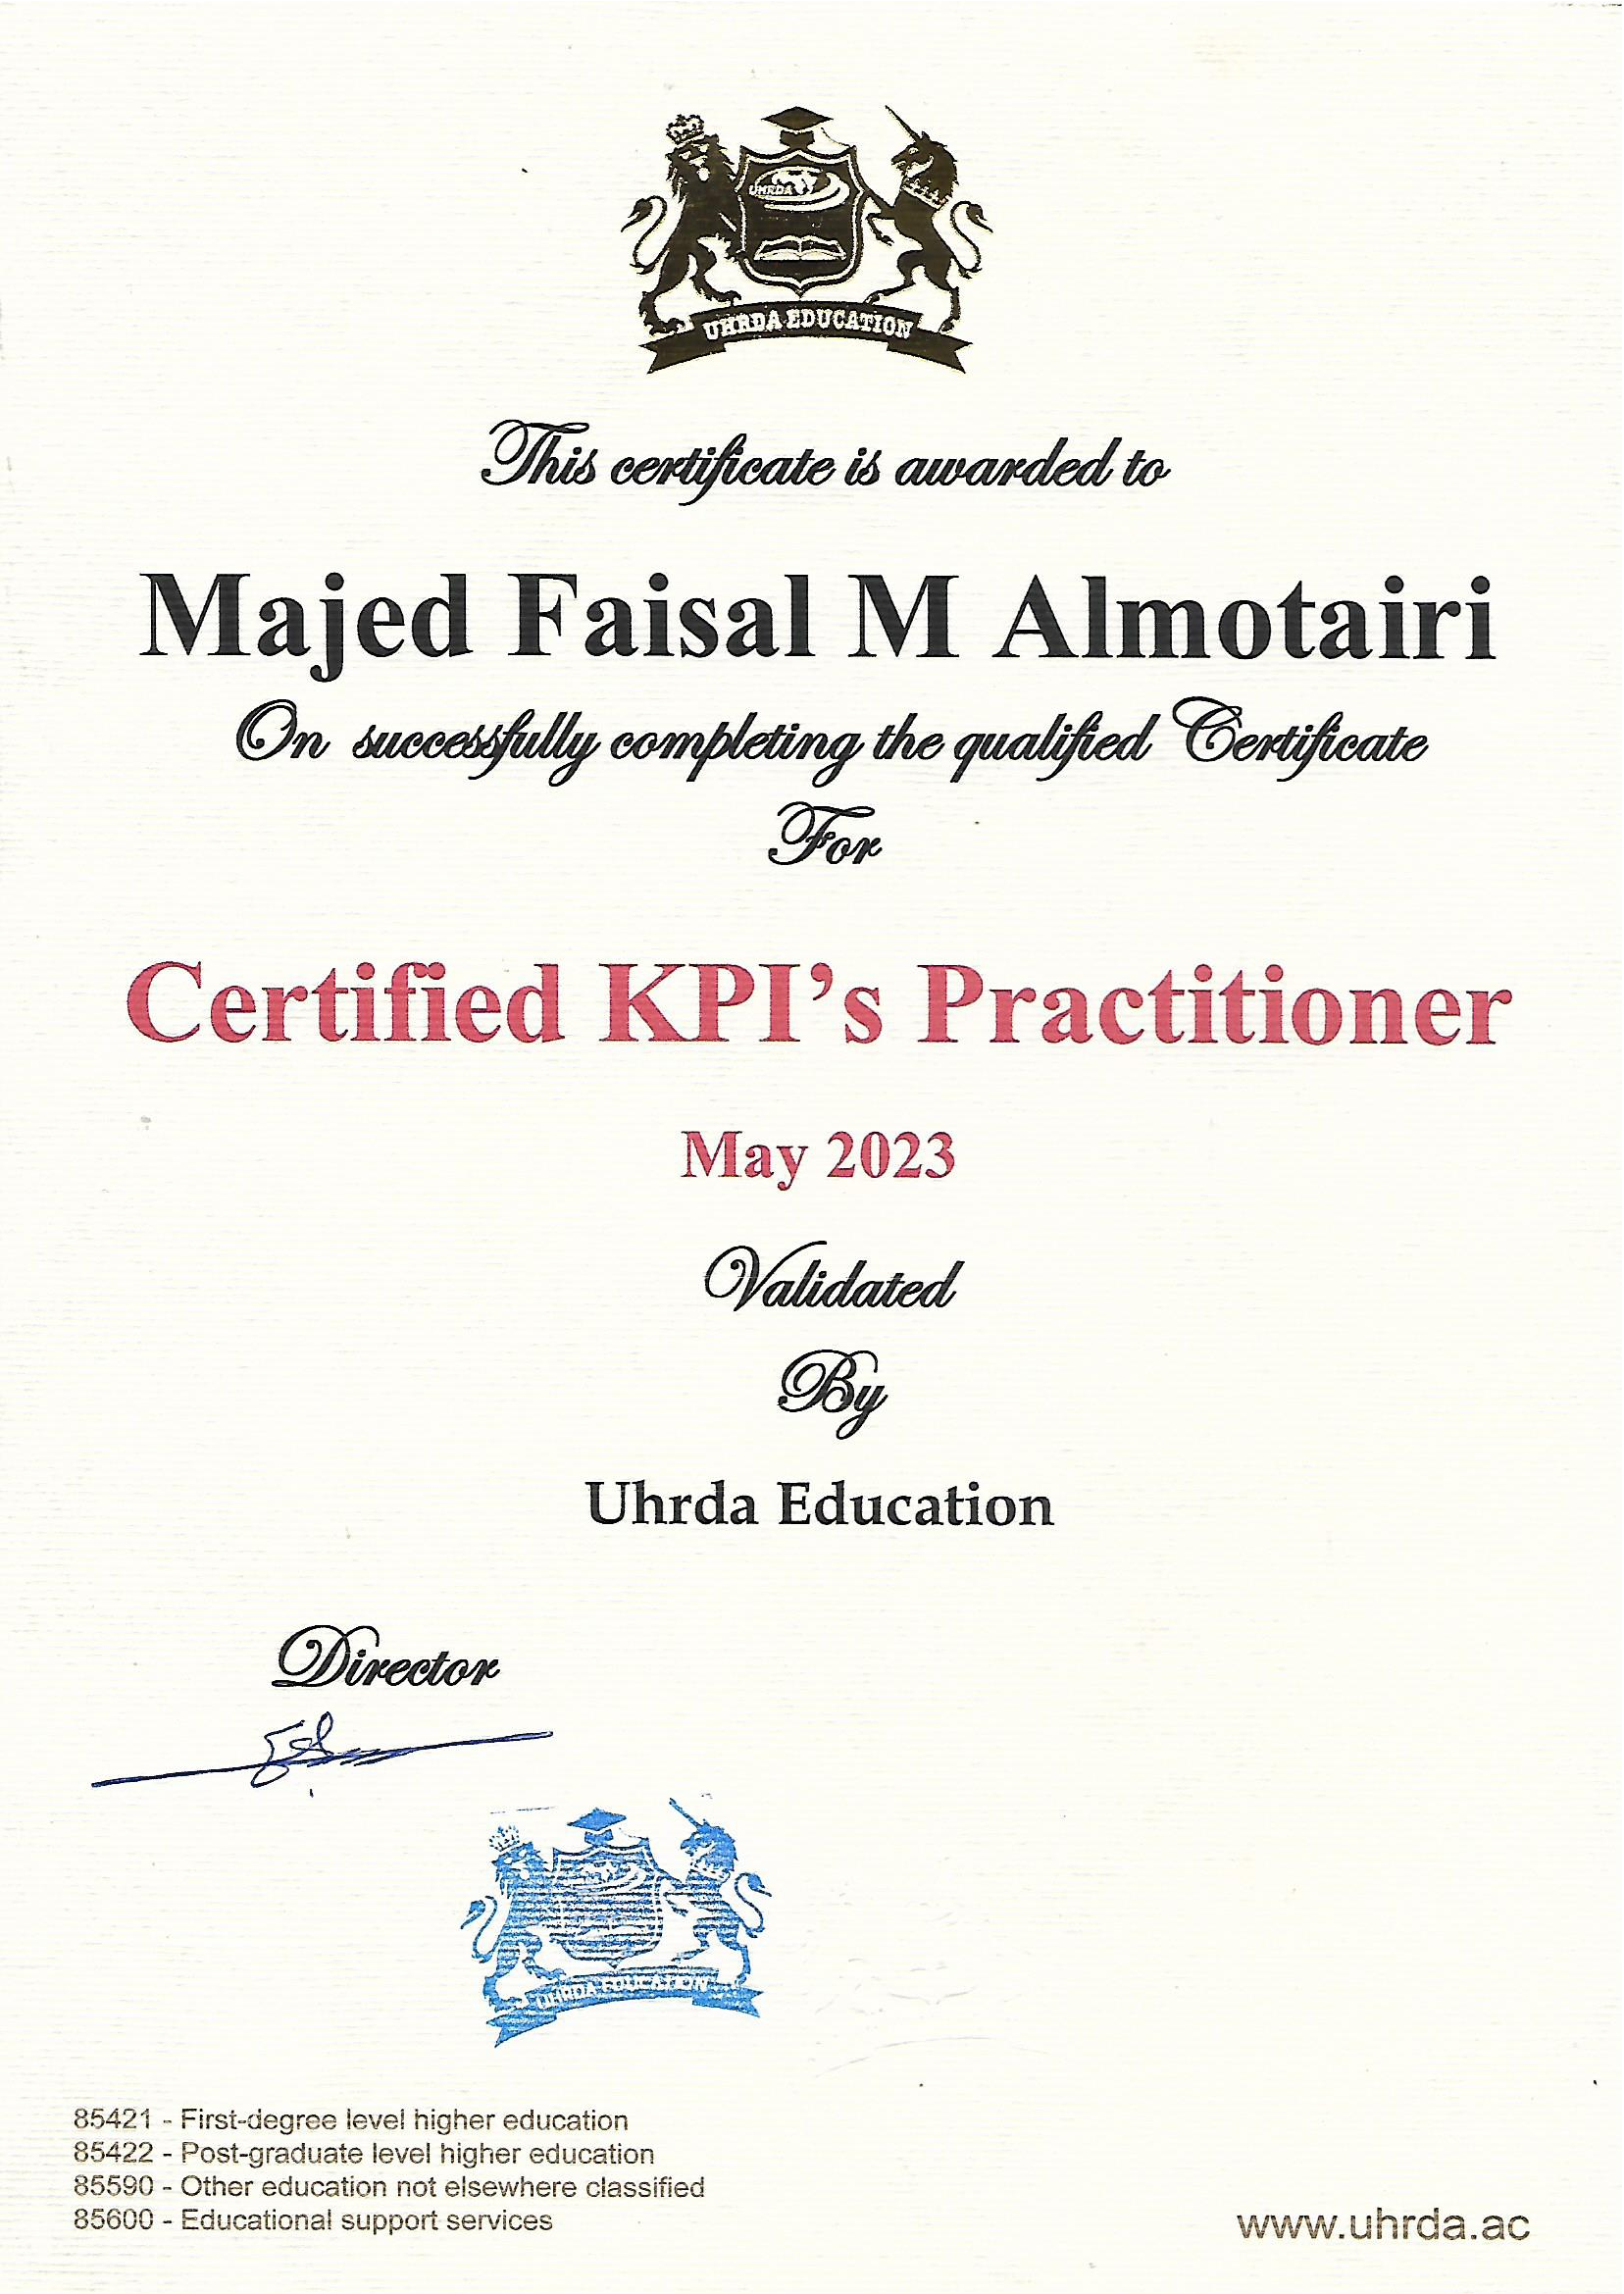 UHRDA
UHRDA EDUCATION
This certificate is awarded to
Majed Faisal M Almotairi
On successfully completing the qualified Certificate
For
Certified KPI’s Practitioner
May 2023
Validated
By
Uhrda Education
Director
UHRDA EDUCATION
85421 - First-degree level higher education
85422 - Post-graduate level higher education
85590 - Other education not elsewhere classified
85600 - Educational support services
www.uhrda.ac